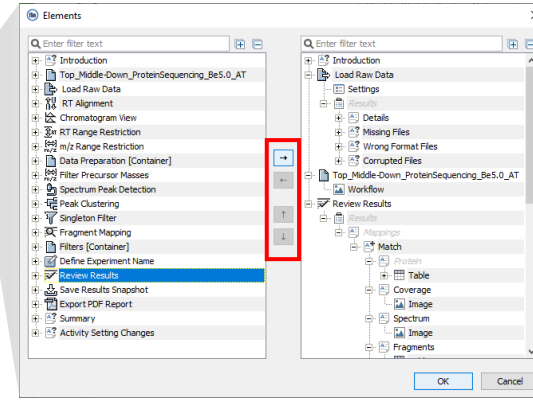 Elements
Enter filter text
Introduction
Top_Middle-Down_ProteinSequencing_Be5.0_AT
Load Raw Data
RT Alignment
Chromatogram View
RT Range Restriction
m/z Range Restriction
Data Preparation [Container]
Filter Precursor Masses
Spectrum Peak Detection
Peak Clustering
Singleton Filter
Fragment Mapping
Filters [Container]
Define Experiment Name
Review Results
Save Results Snapshot
Export PDF Report
Summary
Activity Setting Changes
Enter filter text
Introduction
Load Raw Data
Settings
Results
Details
Missing Files
Wrong Format Files
Corrupted Files
Top_Middle-Down_ProteinSequencing_Be5.0_AT
Workflow
Review Results
Results
Mappings
Match
Protein
Table
Coverage
Image
Spectrum
Image
Fragments
OK
Cancel